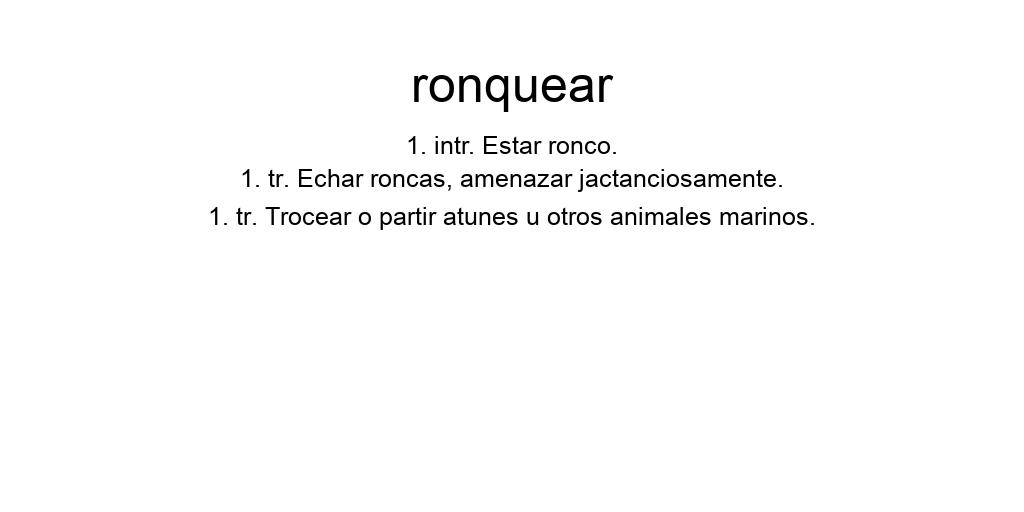 ronquear
1. intr. Estar ronco.
1. tr. Echar roncas, amenazar jactanciosamente.
1. tr. Trocear o partir atunes u otros animales marinos.